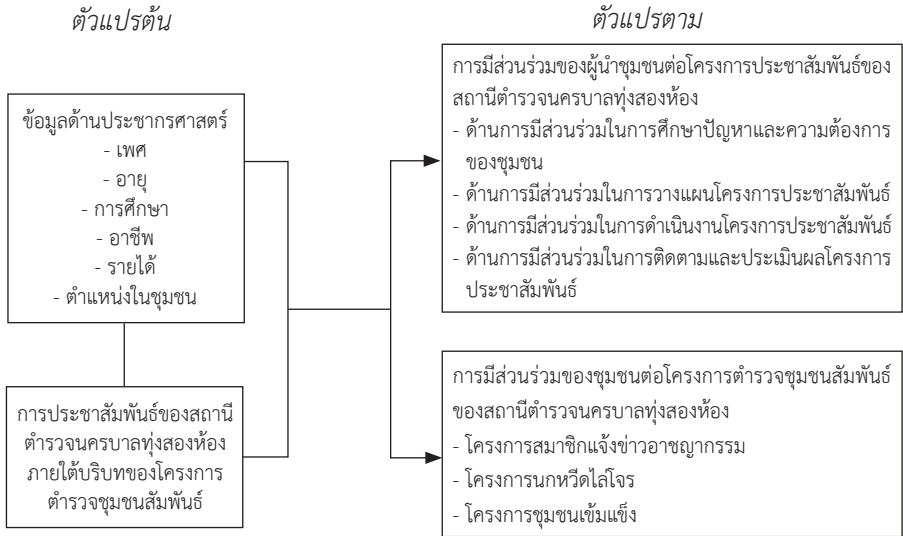 ตัวแปรต้น
ข้อมูลด้านประชากรศาสตร์
- เพศ
- อายุ
- การศึกษา
- อาชีพ
- รายได้
- ตำแหน่งในชุมชน
การประชาสัมพันธ์ของสถานี
ตำรวจนครบาลทุ่งสองห้อง
ภายใต้บริบทของโครงการ
ตำรวจชุมชนสัมพันธ์
ตัวแปรตาม
การมีส่วนร่วมของผู้นำชุมชนต่อโครงการประชาสัมพันธ์ของ
สถานีตำรวจนครบาลทุ่งสองห้อง
- ด้านการมีส่วนร่วมในการศึกษาปัญหาและความต้องการ
ของชุมชน
- ด้านการมีส่วนร่วมในการวางแผนโครงการประชาสัมพันธ์
- ด้านการมีส่วนร่วมในการดำเนินงานโครงการประชาสัมพันธ์
- ด้านการมีส่วนร่วมในการติดตามและประเมินผลโครงการ
ประชาสัมพันธ์
การมีส่วนร่วมของชุมชนต่อโครงการตำรวจชุมชนสัมพันธ์
ของสถานีตำรวจนครบาลทุ่งสองห้อง
- โครงการสมาชิกแจ้งข่าวอาชญากรรม
- โครงการนกหวีดไล่โจร
- โครงการชุมชนเข้มแข็ง